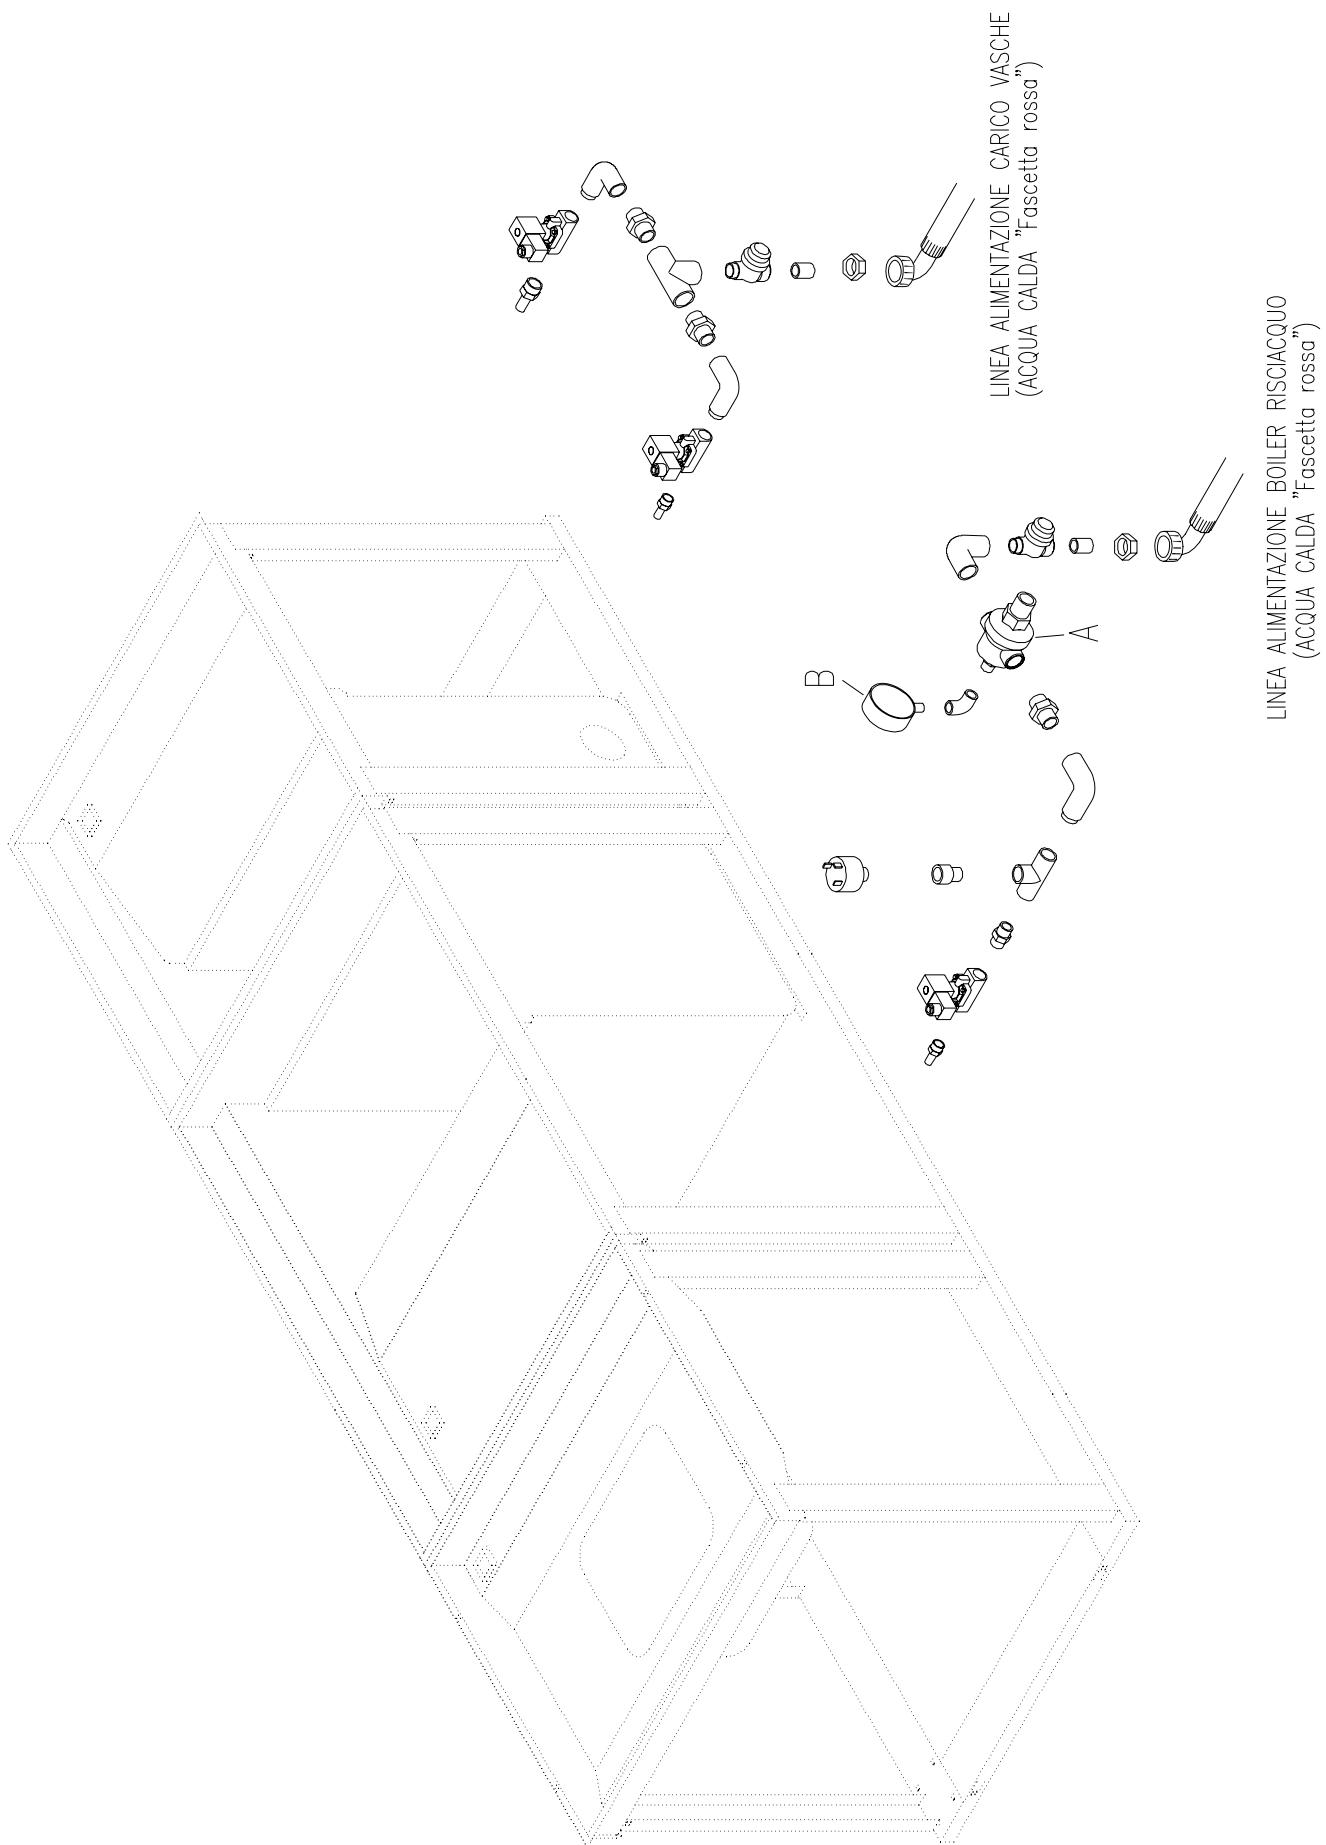 LINEA ALIMENTAZIONE CARICO VASCHE
(ACQUA CALDA "Fascetta rossa")
B
A
LINEA ALIMENTAZIONE BOILER RISCIACQUO
(ACQUA CALDA "Fascetta rossa")